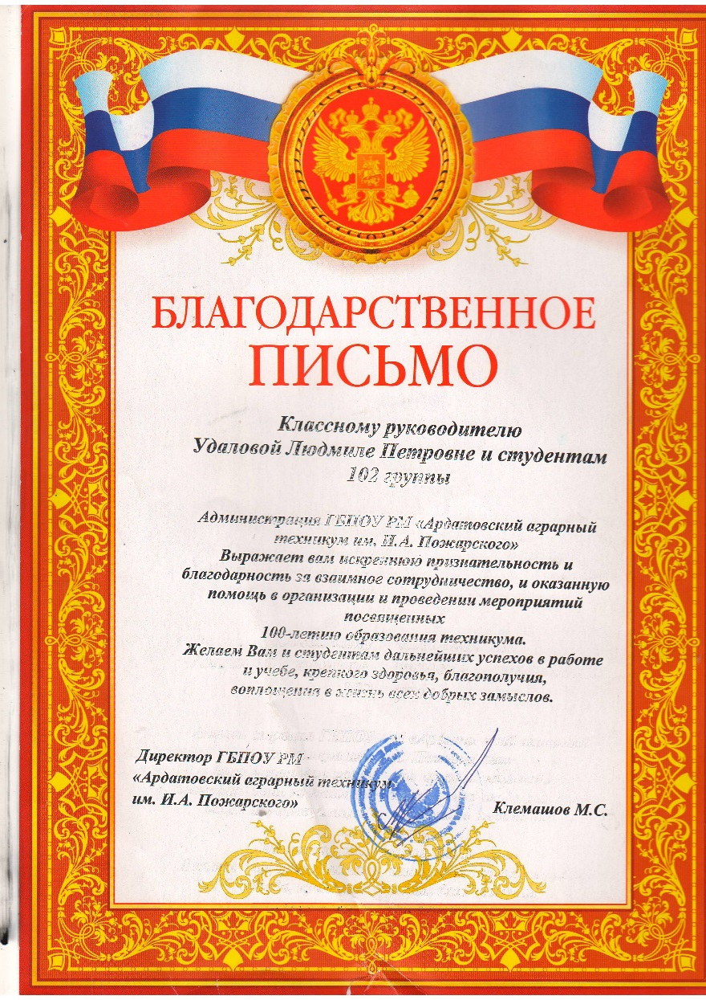 БЛАГОДАРСТВЕННОЕ
ПИСЬМО
Классному руководителю
Удаловой Людмиле Петровне и студентам
102 группы
Администрация ГБПОУ РМ «Ардатовский аграрный
техникум им. И.А. Пожарского»
Выражает вам искреннюю признательность и
благодарность за взаимное сотрудничество, и оказанную
помощь в организации и проведении мероприятий
посвященных
100-летию образования техникума.
Желаем Вам и студентам дальнейших успехов в работе
и учебе, крепкого здоровья, благополучия,
воплощения в жизнь всех добрых замыслов.
Директор ГБПОУ РМ
«Ардатовский аграрный техникум
им. И.А. Пожарского»
Клемашов М.С.